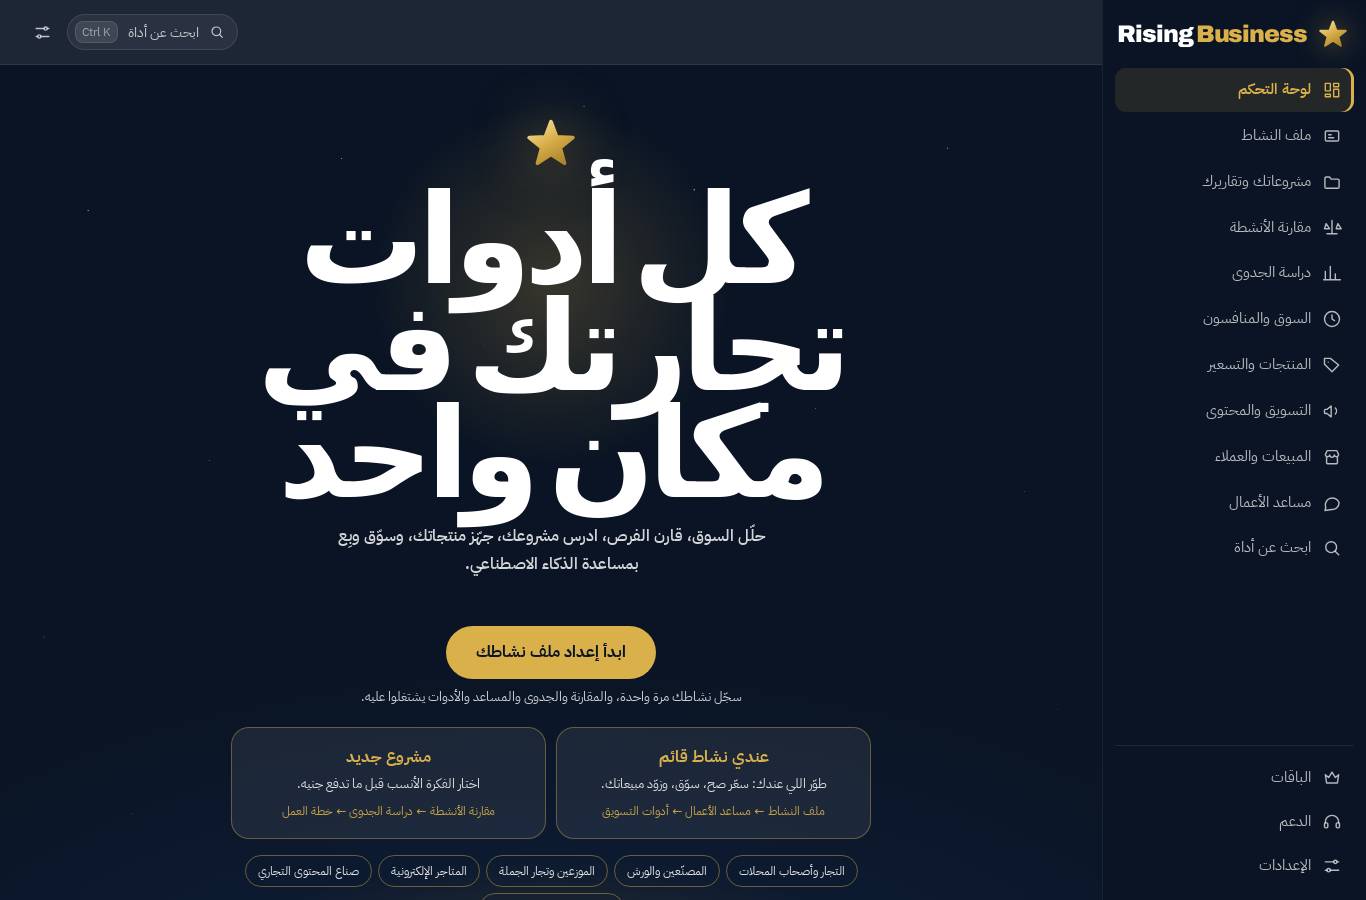 Rising Business
لوحة التحكم
ملف النشاط
مشروعاتك وتقاريرك
مقارنة الأنشطة
دراسة الجدوى
السوق والمنافسون
المنتجات والتسعير
التسويق والمحتوى
المبيعات والعملاء
مساعد الأعمال
ابحث عن أداة
الباقات
الدعم
الإعدادات
ابحث عن أداة Ctrl K
كل أدوات
تجارتك في
مكان واحد
حلّل السوق، قارن الفرص، ادرس مشروعك، جهّز منتجاتك، وسوّق وبِع
بمساعدة الذكاء الاصطناعي.
ابدأ إعداد ملف نشاطك
سجّل نشاطك مرة واحدة، والمقارنة والجدوى والمساعد والأدوات يشتغلوا عليه.
عندي نشاط قائم
طوّر اللي عندك: سعّر صح، سوّق، وزوّد مبيعاتك.
ملف النشاط ← مساعد الأعمال ← أدوات التسويق
مشروع جديد
اختار الفكرة الأنسب قبل ما تدفع جنيه.
مقارنة الأنشطة ← دراسة الجدوى ← خطة العمل
التجار وأصحاب المحلات
المصنّعين والورش
الموزعين وتجار الجملة
المتاجر الإلكترونية
صناع المحتوى التجاري